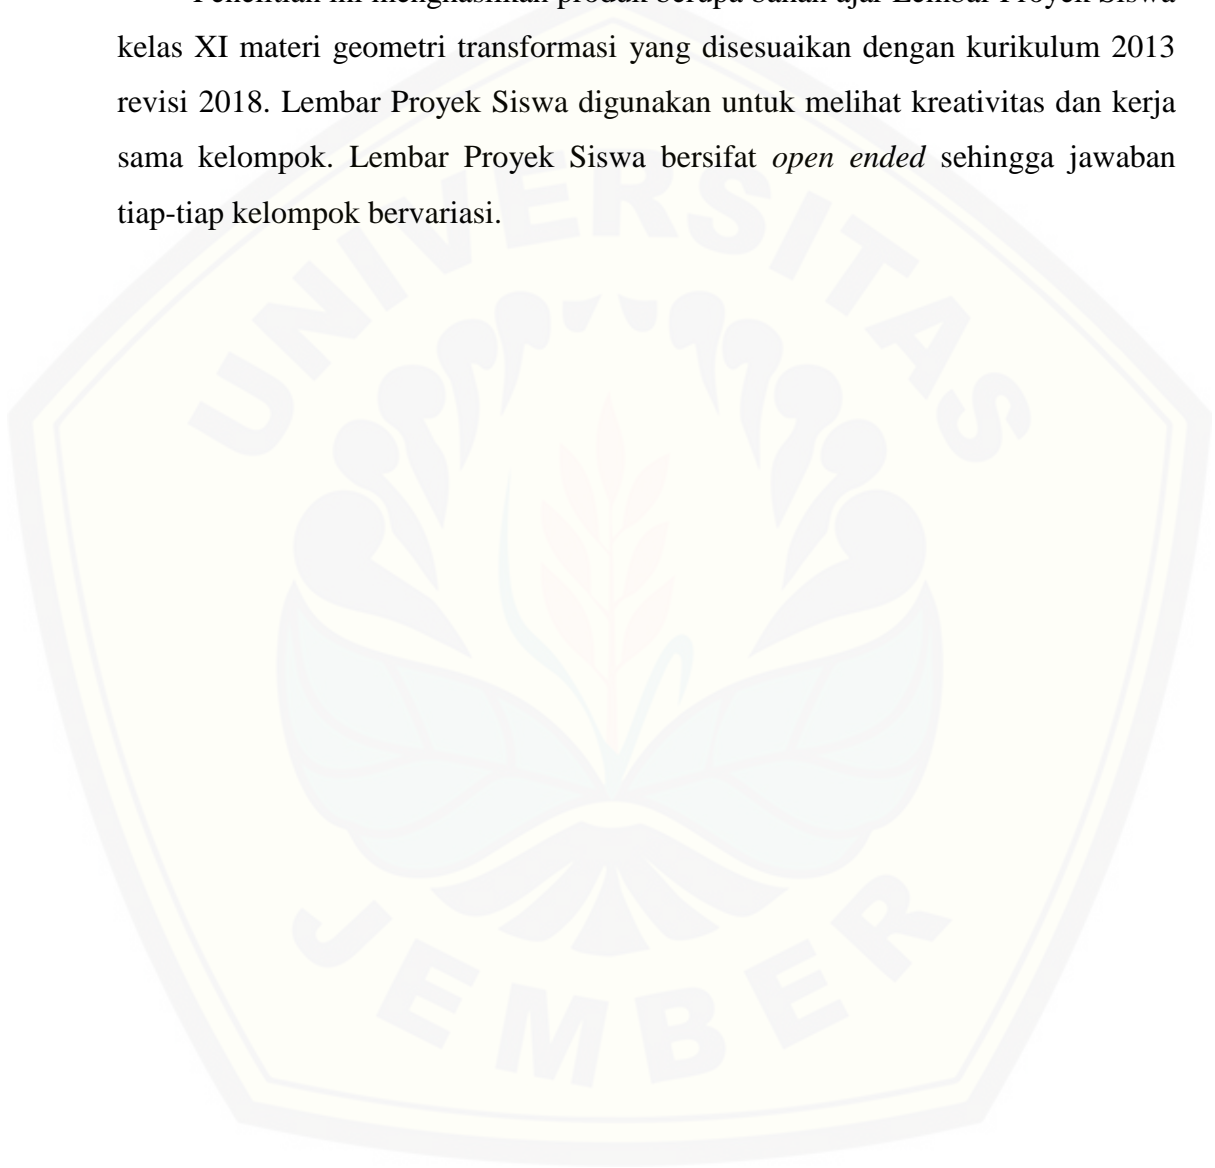 Penelitian ini menghasilkan produk berupa bahan ajar Lembar Proyek Siswa
kelas XI materi geometri transformasi yang disesuaikan dengan kurikulum 2013
revisi 2018. Lembar Proyek Siswa digunakan untuk melihat kreativitas dan kerja
sama kelompok. Lembar Proyek Siswa bersifat open ended sehingga jawaban
tiap-tiap kelompok bervariasi.
UNIVERSITAS
JEMBER